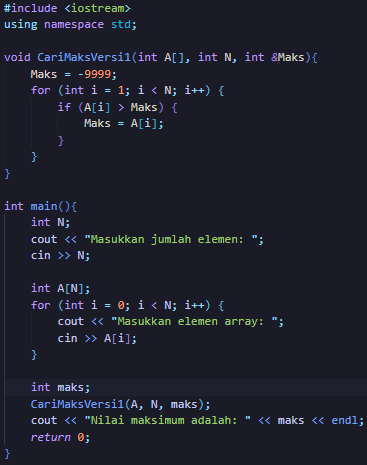 #include <iostream>
using namespace std;

void CariMaksVersi1(int A[], int N, int &Maks){
    Maks = -9999;
    for (int i = 1; i < N; i++) {
        if (A[i] > Maks) {
            Maks = A[i];
        }
    }
}

int main(){
    int N;
    cout << "Masukkan jumlah elemen: ";
    cin >> N;

    int A[N];
    for (int i = 0; i < N; i++) {
        cout << "Masukkan elemen array: ";
        cin >> A[i];
    }

    int maks;
    CariMaksVersi1(A, N, maks);
    cout << "Nilai maksimum adalah: " << maks << endl;
    return 0;
}